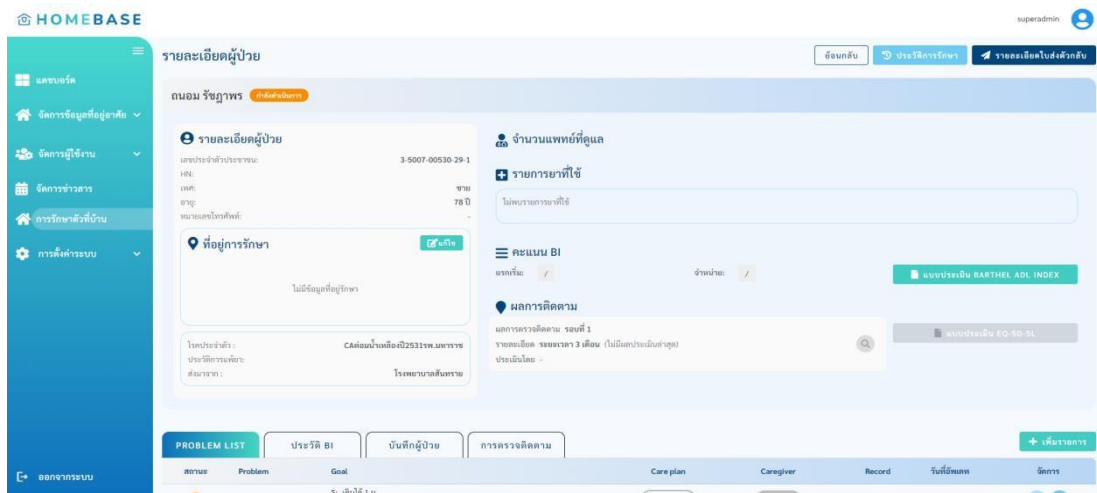 HOMEBASE
superadmin
รายละเอียดผู้ป่วย
ย้อนกลับ
ประวัติการรักษา
รายละเอียดใบส่งตัวกลับ
แดชบอร์ด
จัดการข้อมูลที่อยู่อาศัย
จัดการผู้ใช้งาน
จัดการข่าวสาร
การรักษาตัวที่บ้าน
การตั้งค่าระบบ
ออกจากระบบ
ถนอม รัชฎาพร กำลังดำเนินการ
รายละเอียดผู้ป่วย
เลขประจำตัวประชาชน: 3-5007-00530-29-1
HN:
เพศ: ชาย
อายุ: 78 ปี
หมายเลขโทรศัพท์: -
ที่อยู่การรักษา แก้ไข
ไม่มีข้อมูลที่อยู่รักษา
โรคประจำตัว : CAต่อมน้ำเหลืองปี2531รพ.มหาราช
ประวัติการแพ้ยา:
ส่งมาจาก : โรงพยาบาลสันทราย
จำนวนแพทย์ที่ดูแล
รายการยาที่ใช้
ไม่พบรายการยาที่ใช้
คะแนน BI
แรกเริ่ม: / จำหน่าย: /
แบบประเมิน BARTHEL ADL INDEX
ผลการติดตาม
ผลการตรวจติดตาม รอบที่ 1
รายละเอียด ระยะเวลา 3 เดือน (ไม่มีผลประเมินล่าสุด)
ประเมินโดย -
แบบประเมิน EQ-5D-5L
PROBLEM LIST ประวัติ BI บันทึกผู้ป่วย การตรวจติดตาม
+ เพิ่มรายการ
สถานะ Problem Goal Care plan Caregiver Record วันที่อัพเดท จัดการ